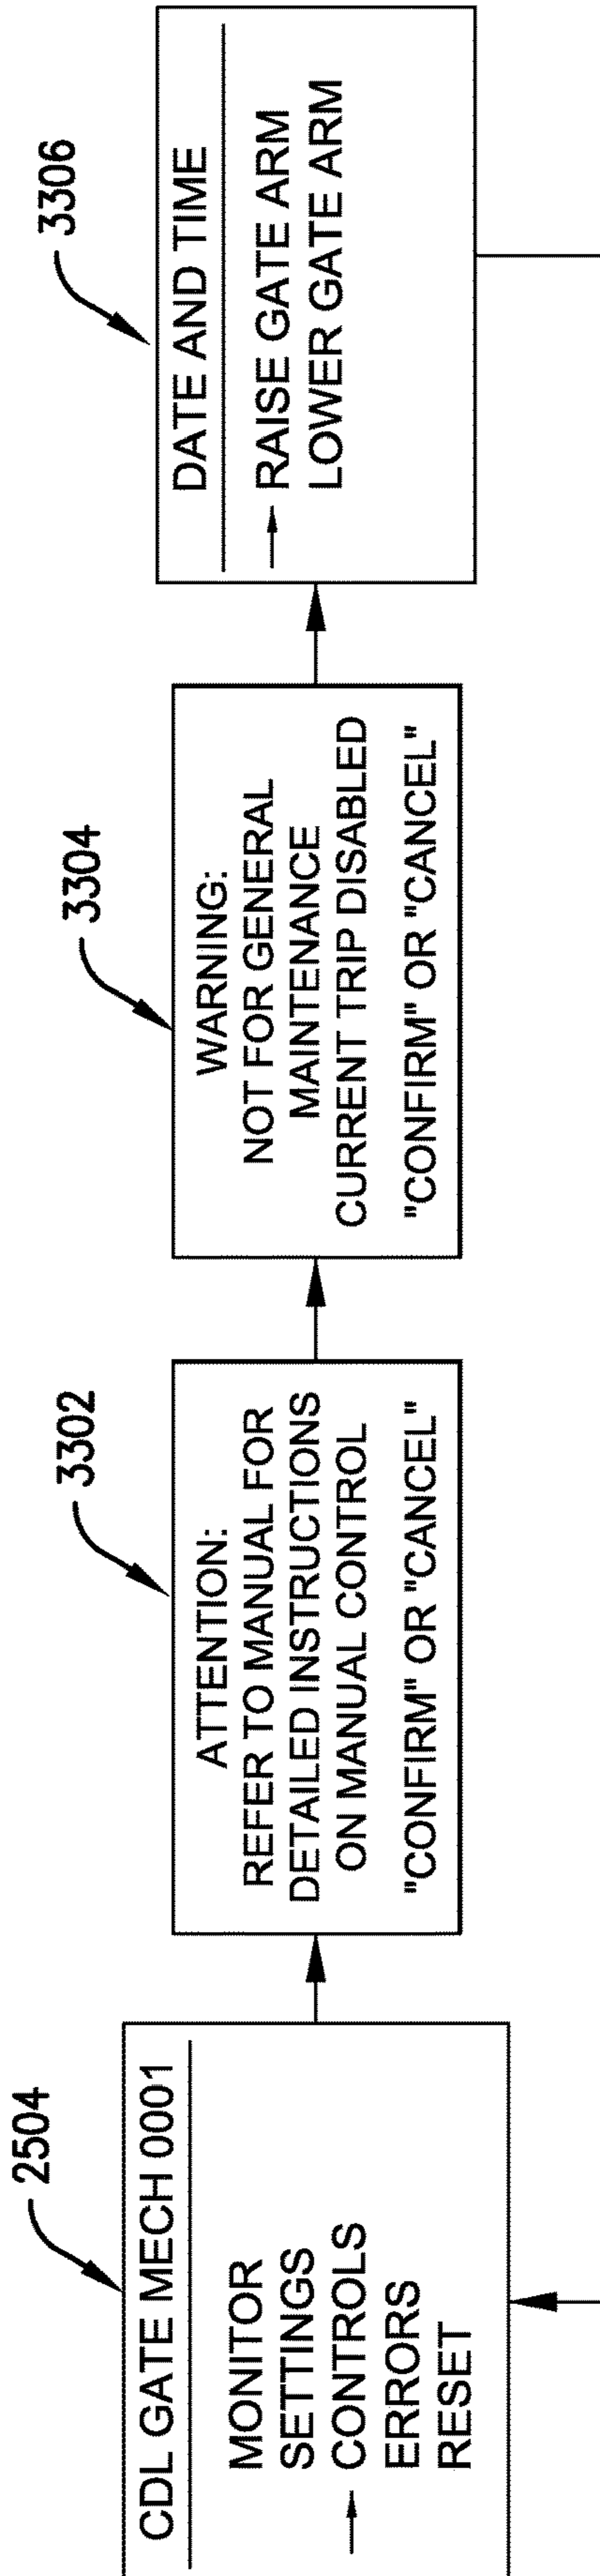 2504
CDL GATE MECH 0001
MONITOR
SETTINGS
CONTROLS
ERRORS
RESET
3302
ATTENTION:
REFER TO MANUAL FOR
DETAILED INSTRUCTIONS
ON MANUAL CONTROL
"CONFIRM" OR "CANCEL"
3304
WARNING:
NOT FOR GENERAL
MAINTENANCE
CURRENT TRIP DISABLED
"CONFIRM" OR "CANCEL"
3306
DATE AND TIME
RAISE GATE ARM
LOWER GATE ARM